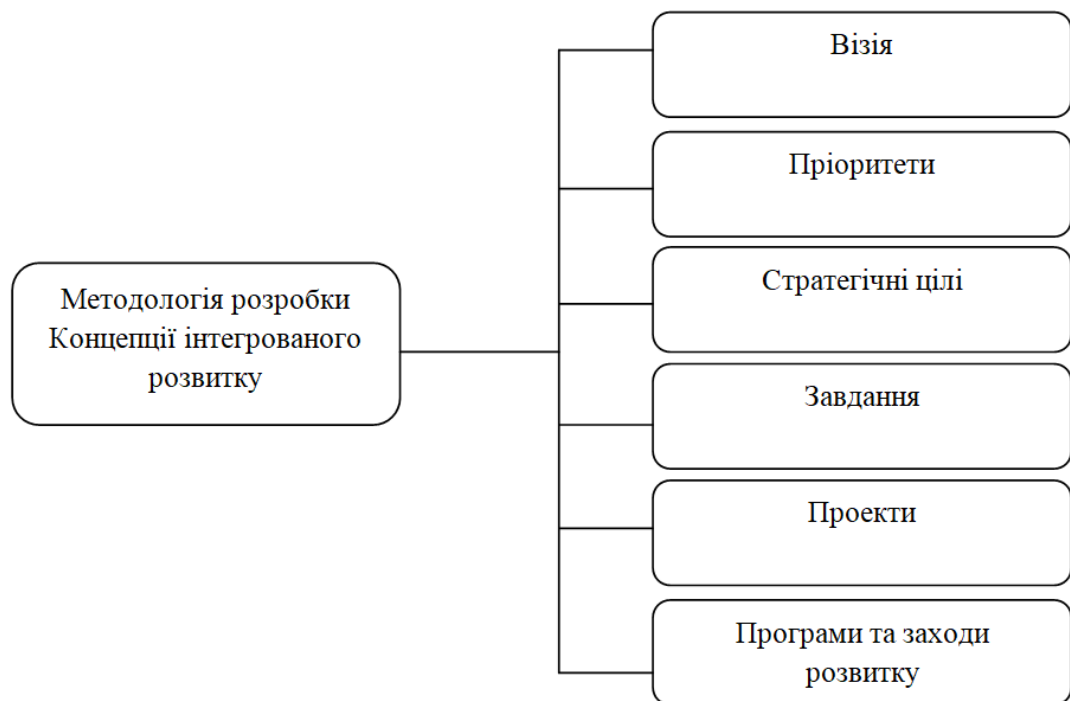 Візія
Пріоритети
Стратегічні цілі
Методологія розробки
Концепції інтегрованого
розвитку
Завдання
Проекти
Програми та заходи
розвитку